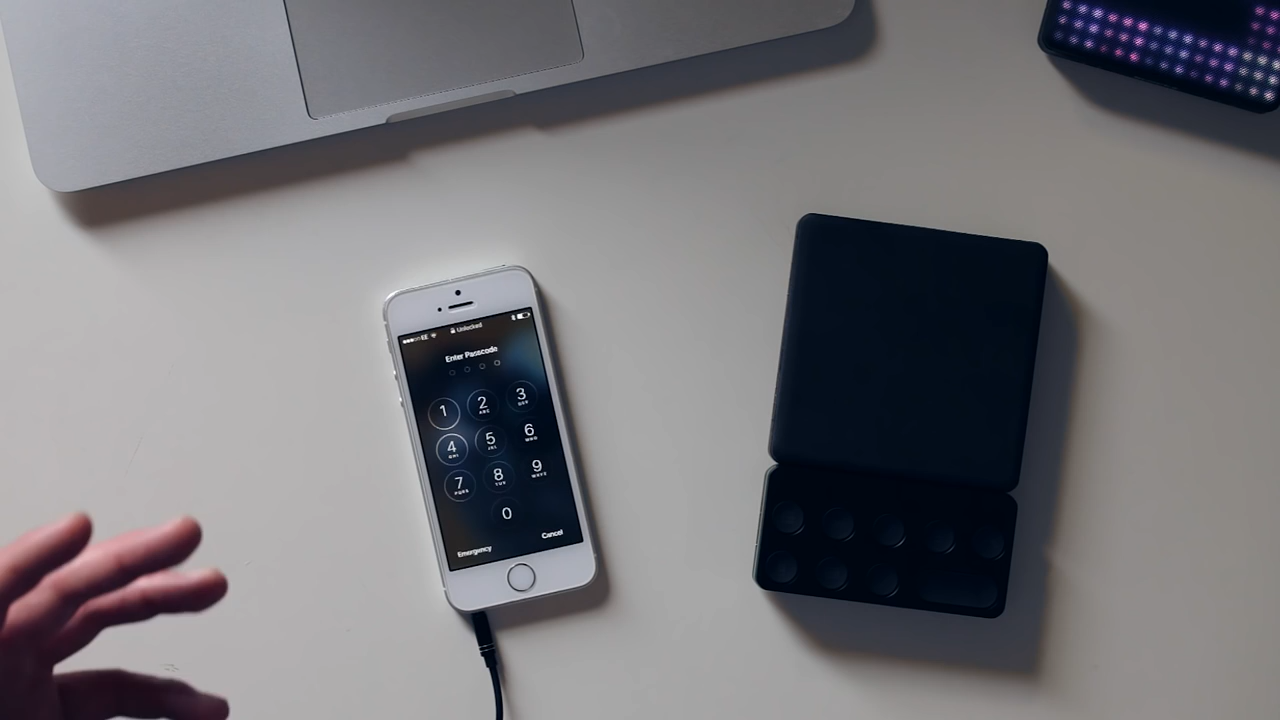 EE Unlocked
Enter Passcode
1 2 3
ABC DEF
4 5 6
GHI JKL MNO
7 8 9
PQRS TUV WXYZ
0
Emergency Cancel